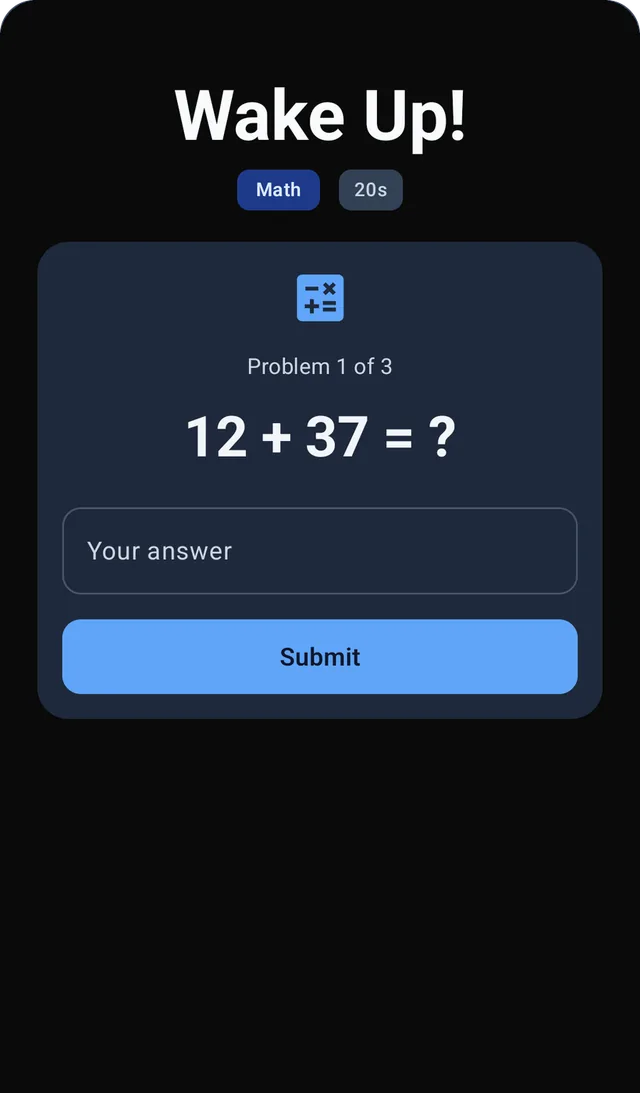 Wake Up!
Math 20s
Problem 1 of 3
12 + 37 = ?
Your answer
Submit